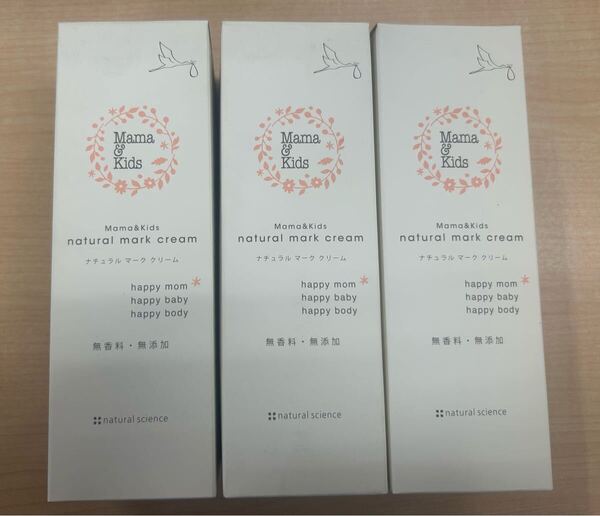 Mama
&
Kids
Mama&Kids
natural mark cream
ナチュラル マーク クリーム
happy mom
happy baby
happy body
無香料・無添加
natural science
Mama
&
Kids
Mama&Kids
natural mark cream
ナチュラル マーク クリーム
happy mom
happy baby
happy body
無香料・無添加
natural science
Mama
&
Kids
Mama&Kids
natural mark cream
ナチュラル マーク クリーム
happy mom
happy baby
happy body
無香料・無添加
natural science